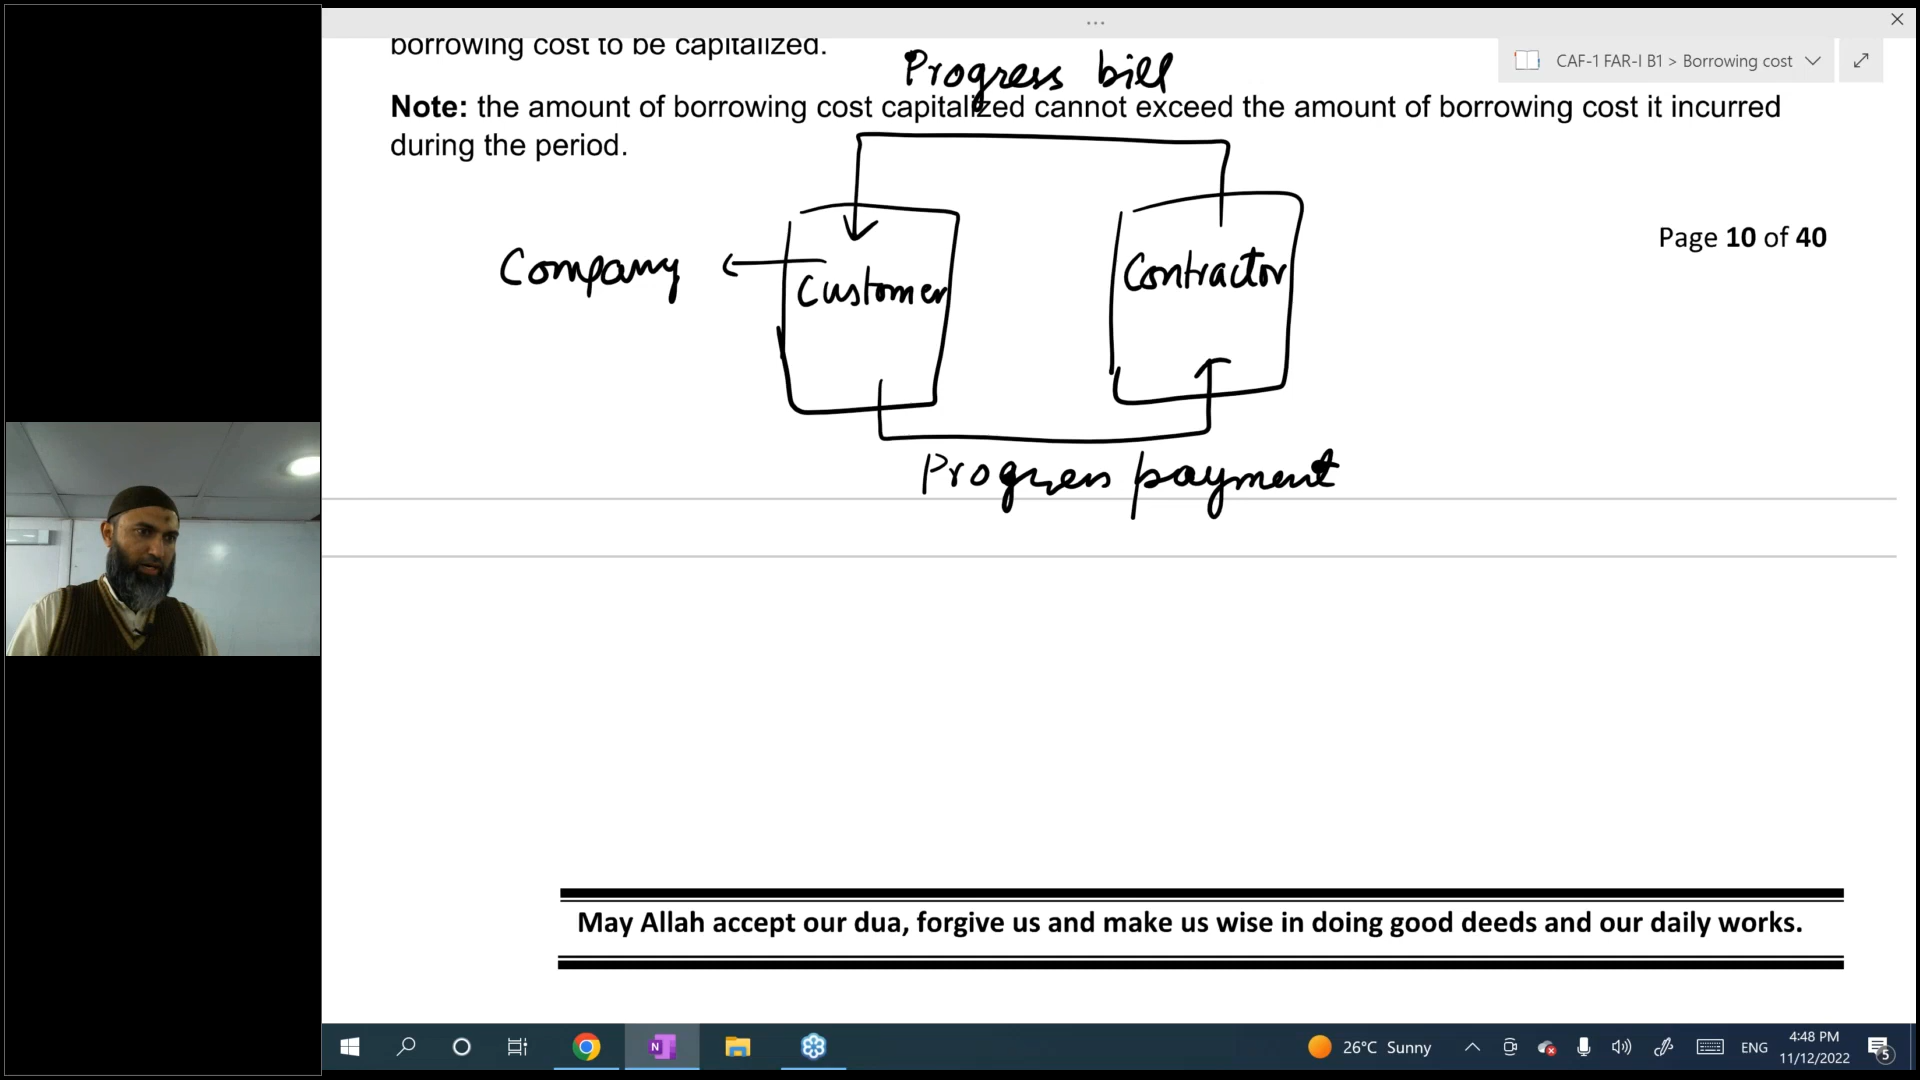 borrowing cost to be capitalized.
Progress bill
CAF-1 FAR-I B1 > Borrowing cost
Note: the amount of borrowing cost capitalized cannot exceed the amount of borrowing cost it incurred
during the period.
Page 10 of 40
Company
Customer
Contractor
Progress payment
May Allah accept our dua, forgive us and make us wise in doing good deeds and our daily works.
26°C Sunny
ENG
4:48 PM
11/12/2022
5